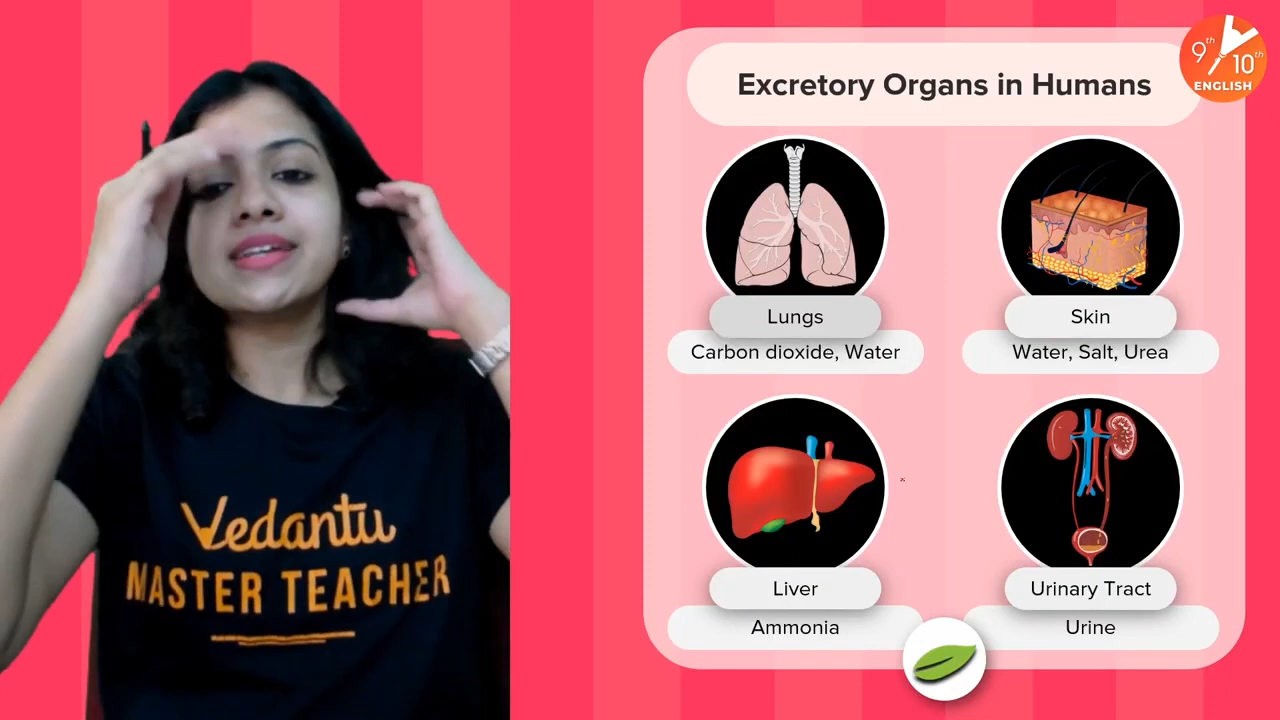 Vedantu
MASTER TEACHER
Excretory Organs in Humans
9th
10th
ENGLISH
Lungs
Carbon dioxide, Water
Skin
Water, Salt, Urea
Liver
Ammonia
Urinary Tract
Urine